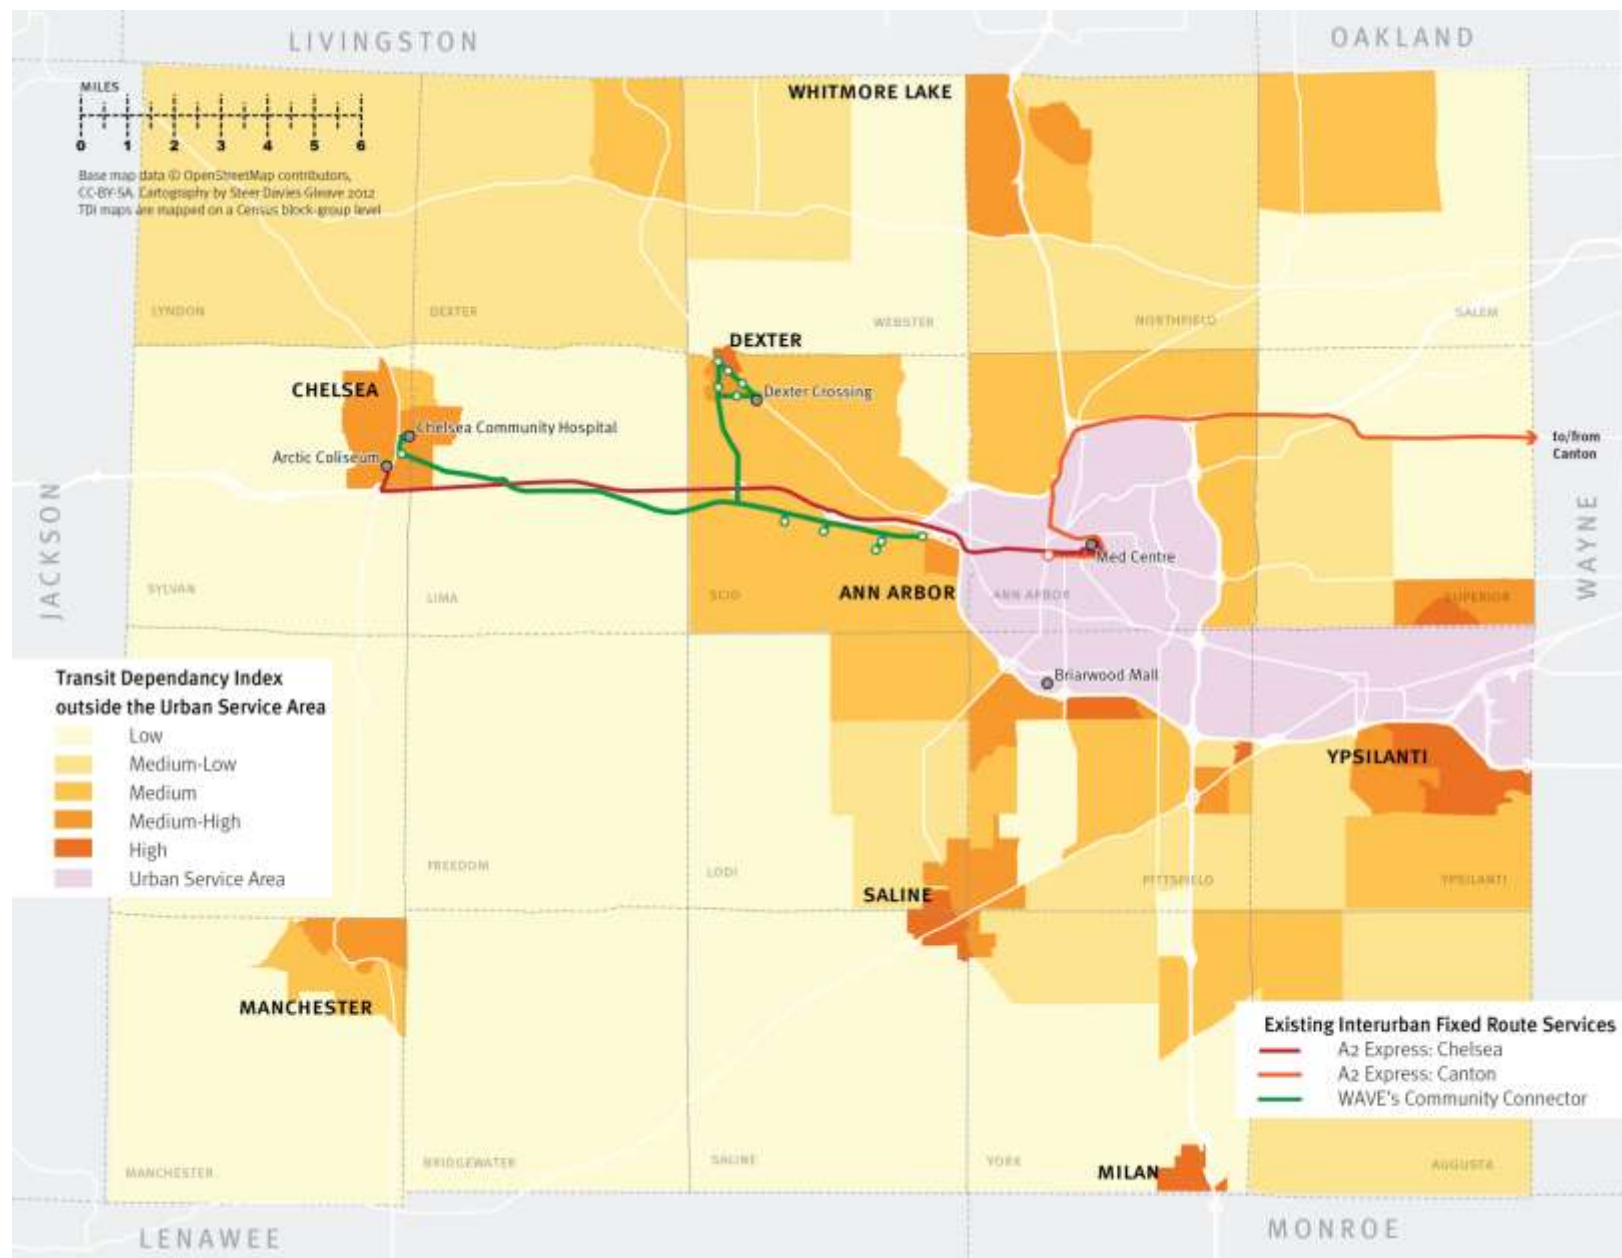 LIVINGSTON
OAKLAND
MILES
0 1 2 3 4 5 6
Base map data © OpenStreetMap contributors,
CC-BY-SA. Cartography by Steer Davies Gleave 2012
TDI maps are mapped on a Census block-group level
WHITMORE LAKE
LYNDON
DEXTER
WEBSTER
NORTHFIELD
SALEM
DEXTER
CHELSEA
Dexter Crossing
Chelsea Community Hospital
Arctic Coliseum
to/from
Canton
JACKSON
WAYNE
Med Centre
SYLVAN
LIMA
SCIO
ANN ARBOR
ANN ARBOR
SUPERIOR
Transit Dependancy Index
outside the Urban Service Area
Low
Medium-Low
Medium
Medium-High
High
Urban Service Area
Briarwood Mall
YPSILANTI
FREEDOM
LODI
PITTSFIELD
YPSILANTI
SALINE
MANCHESTER
Existing Interurban Fixed Route Services
A2 Express: Chelsea
A2 Express: Canton
WAVE's Community Connector
MANCHESTER
BRIDGEWATER
SALINE
YORK
MILAN
AUGUSTA
LENAWEE
MONROE